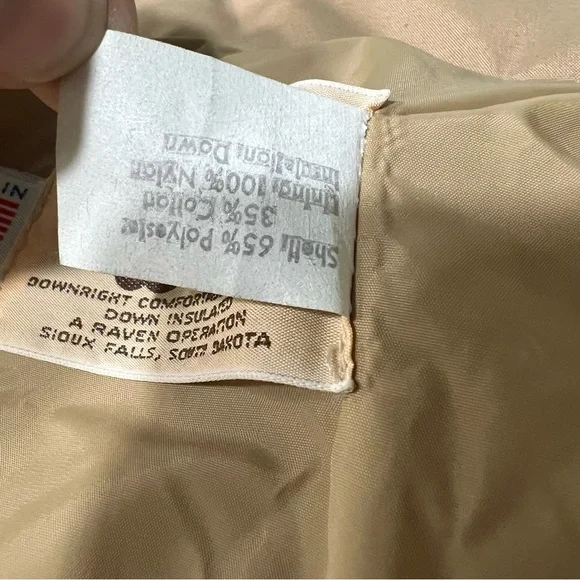 Shell: 65% Polyester
35% Cotton
Lining: 100% Nylon
Insulation: Down
IN
DOWNRIGHT
DOWN INSULATED
A RAVEN OPERATION
SIOUX FALLS, SOUTH DAKOTA